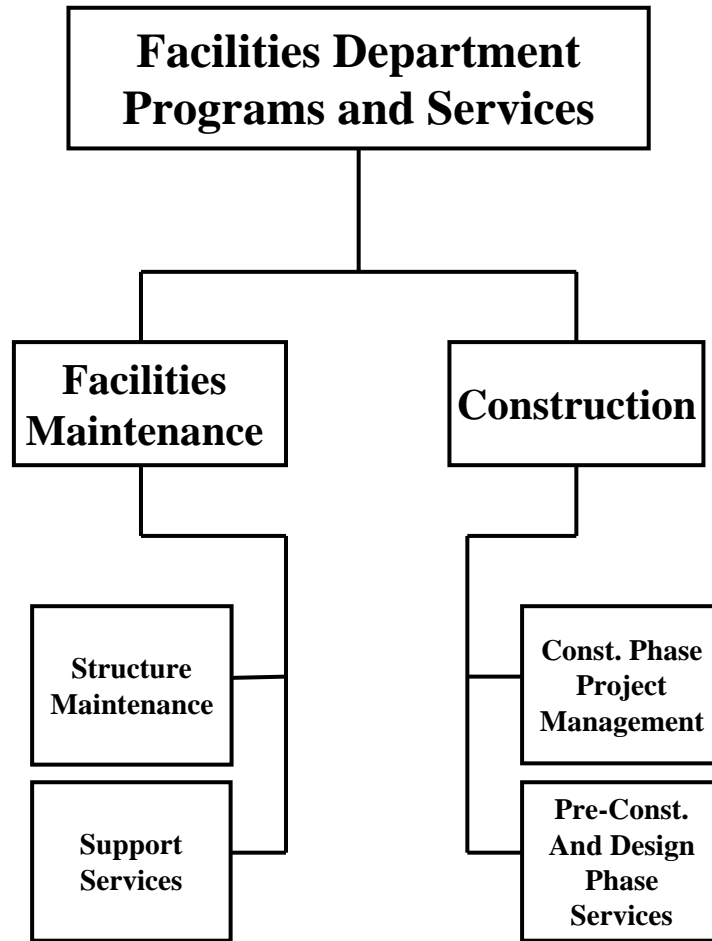 Facilities Department
Programs and Services
Facilities
Maintenance
Construction
Structure
Maintenance
Support
Services
Const. Phase
Project
Management
Pre-Const.
And Design
Phase
Services